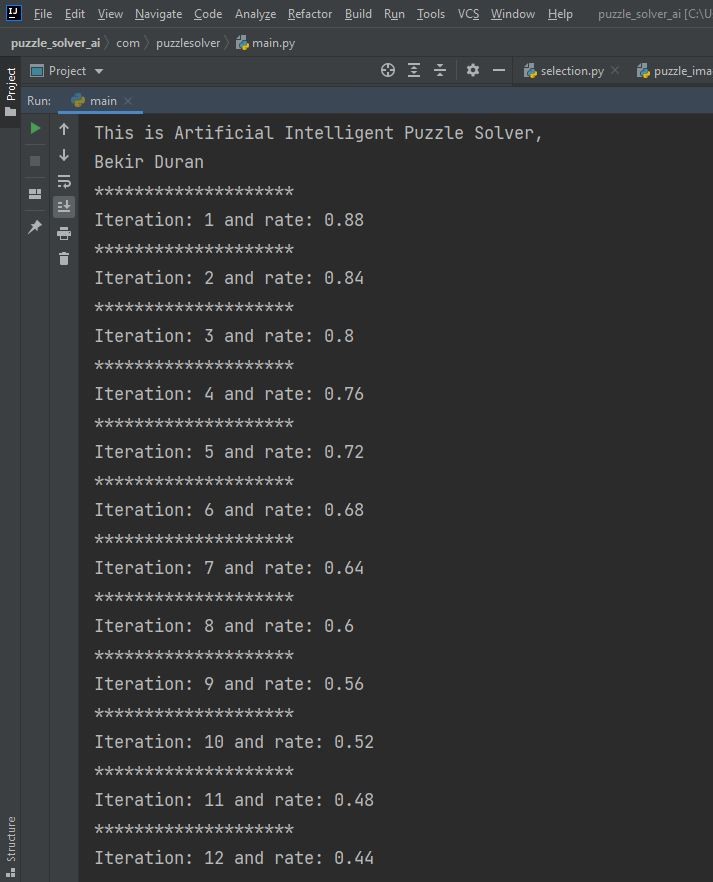 File Edit View Navigate Code Analyze Refactor Build Run Tools VCS Window Help puzzle_solver_ai [C:\U
puzzle_solver_ai com puzzlesolver main.py
Project Project selection.py puzzle_ima
Run: main
This is Artificial Intelligent Puzzle Solver,
Bekir Duran
********************
Iteration: 1 and rate: 0.88
********************
Iteration: 2 and rate: 0.84
********************
Iteration: 3 and rate: 0.8
********************
Iteration: 4 and rate: 0.76
********************
Iteration: 5 and rate: 0.72
********************
Iteration: 6 and rate: 0.68
********************
Iteration: 7 and rate: 0.64
********************
Iteration: 8 and rate: 0.6
********************
Iteration: 9 and rate: 0.56
********************
Iteration: 10 and rate: 0.52
********************
Iteration: 11 and rate: 0.48
********************
Iteration: 12 and rate: 0.44
Structure